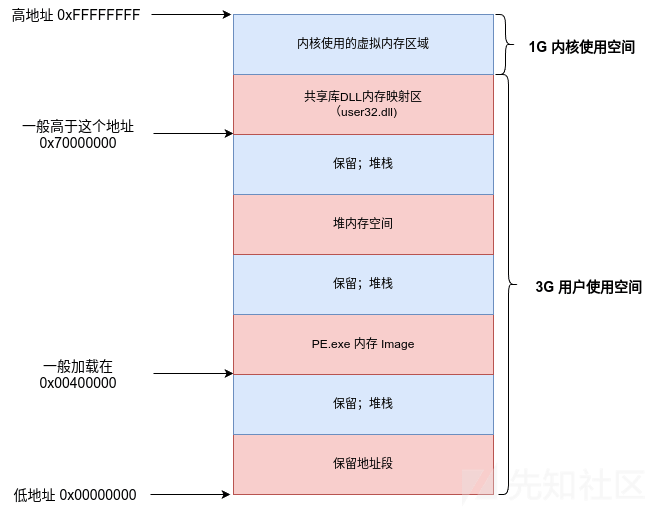 高地址 0xFFFFFFFF
内核使用的虚拟内存区域
1G 内核使用空间
共享库DLL内存映射区
（user32.dll)
一般高于这个地址
0x70000000
保留；堆栈
堆内存空间
保留；堆栈
3G 用户使用空间
PE.exe 内存 Image
一般加载在
0x00400000
保留；堆栈
保留地址段
低地址 0x00000000
先知社区